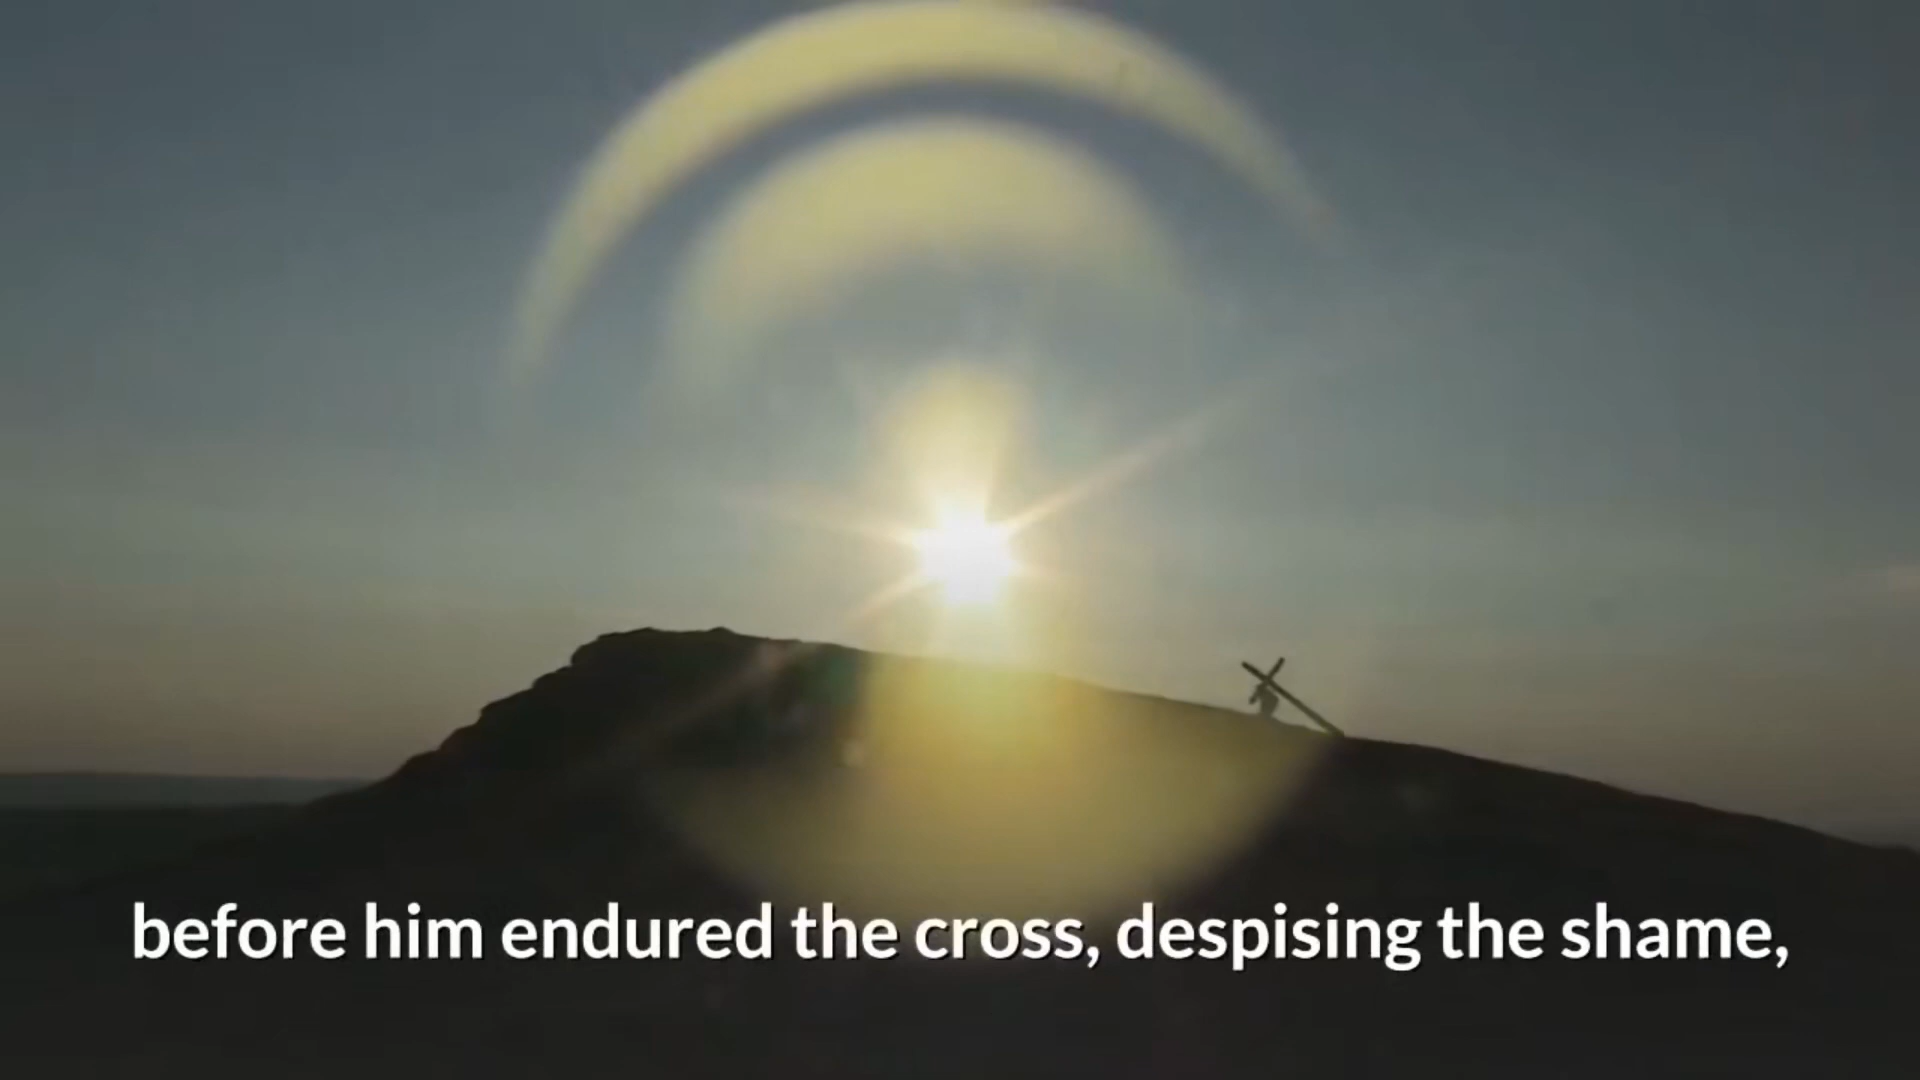 before him endured the cross, despising the shame,